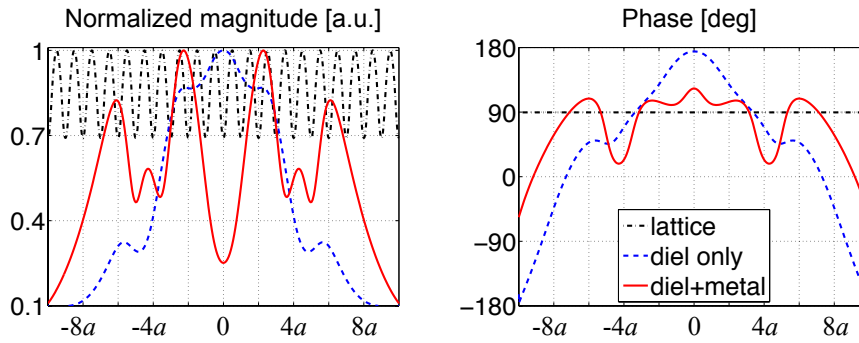 Normalized magnitude [a.u.]
1
0.7
0.4
0.1
-8a -4a 0 4a 8a
Phase [deg]
180
90
0
-90
-180
-8a -4a 0 4a 8a
lattice
diel only
diel+metal